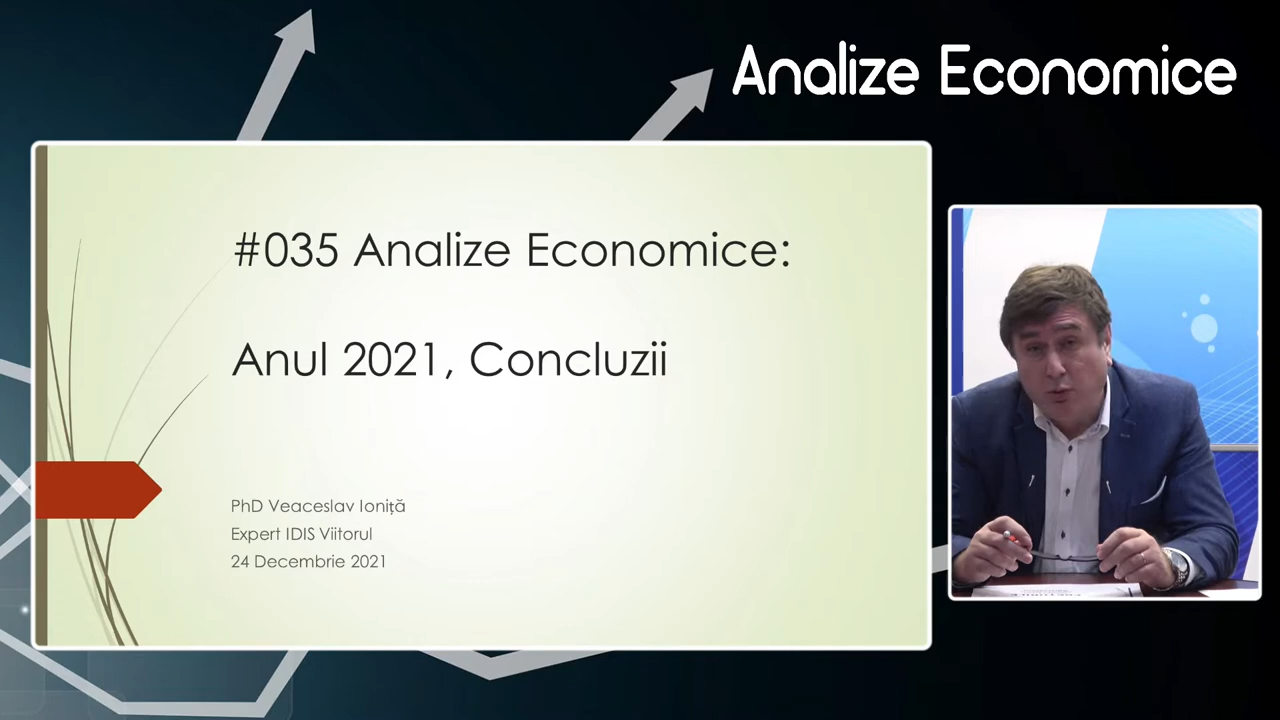 Analize Economice
#035 Analize Economice:
Anul 2021, Concluzii
PhD Veaceslav Ioniță
Expert IDIS Viitorul
24 Decembrie 2021